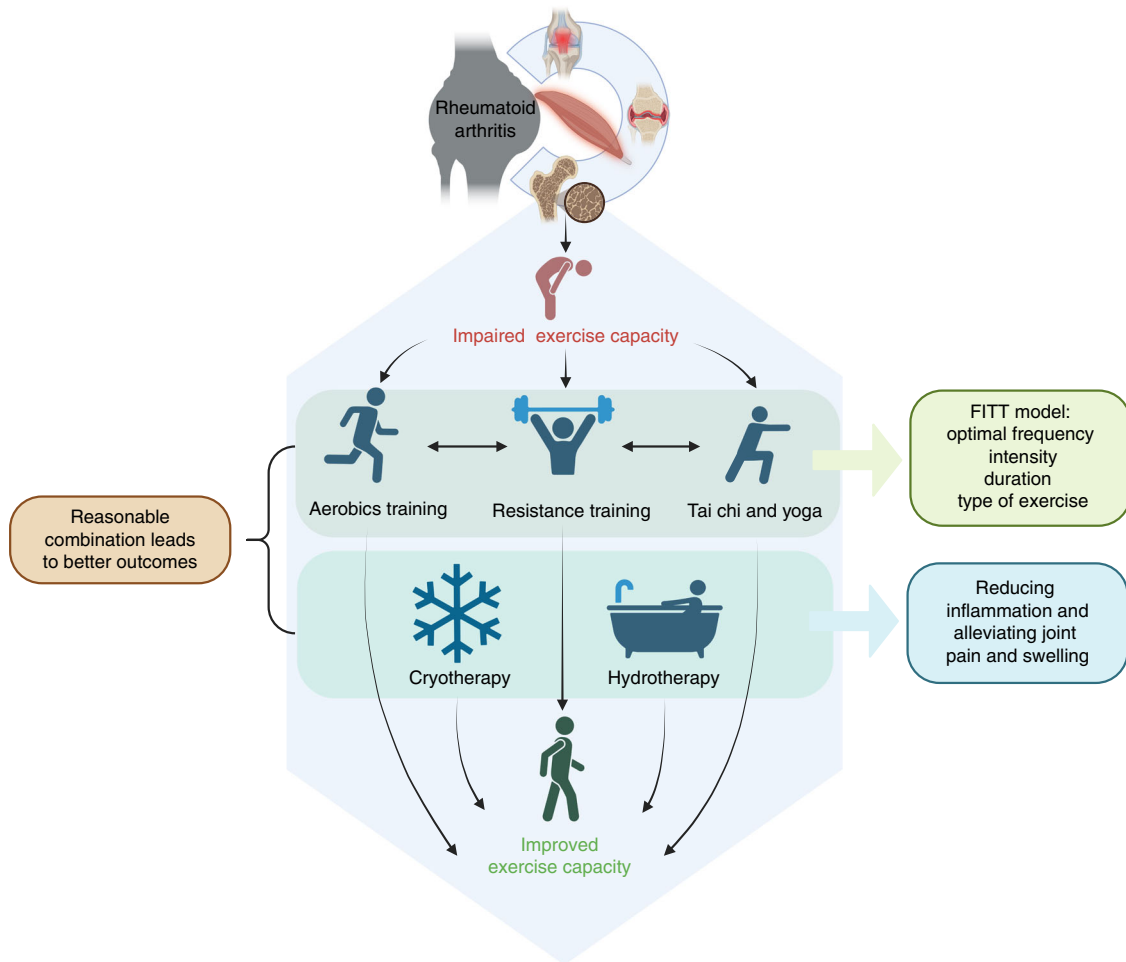 Rheumatoid
arthritis
Impaired exercise capacity
Aerobics training
Resistance training
Tai chi and yoga
FITT model:
optimal frequency
intensity
duration
type of exercise
Reasonable
combination leads
to better outcomes
Cryotherapy
Hydrotherapy
Reducing
inflammation and
alleviating joint
pain and swelling
Improved
exercise capacity